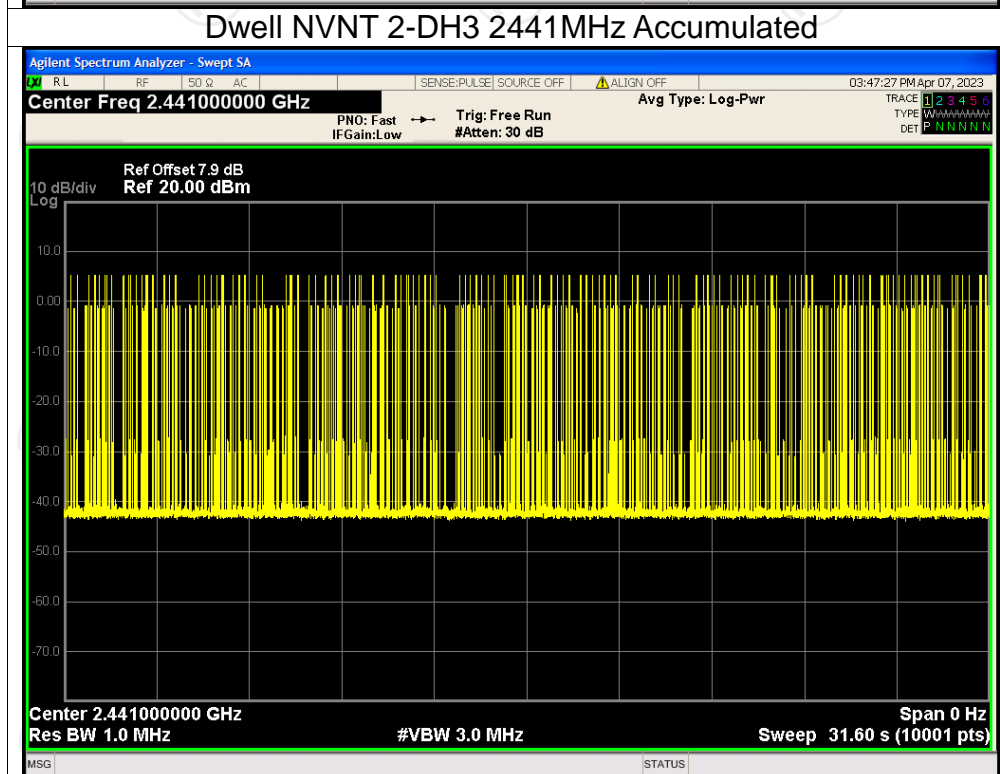 Dwell NVNT 2-DH3 2441MHz Accumulated
Agilent Spectrum Analyzer - Swept SA
LXI RL RF 50 Ω AC SENSE:PULSE SOURCE OFF ALIGN OFF 03:47:27 PM Apr 07, 2023
Center Freq 2.441000000 GHz Avg Type: Log-Pwr TRACE 1 2 3 4 5 6
PNO: Fast Trig: Free Run TYPE WWWWWW
IFGain:Low #Atten: 30 dB DET P N N N N N
Ref Offset 7.9 dB
10 dB/div Ref 20.00 dBm
Log
10.0
0.00
-10.0
-20.0
-30.0
-40.0
-50.0
-60.0
-70.0
Center 2.441000000 GHz Span 0 Hz
Res BW 1.0 MHz #VBW 3.0 MHz Sweep 31.60 s (10001 pts)
MSG STATUS